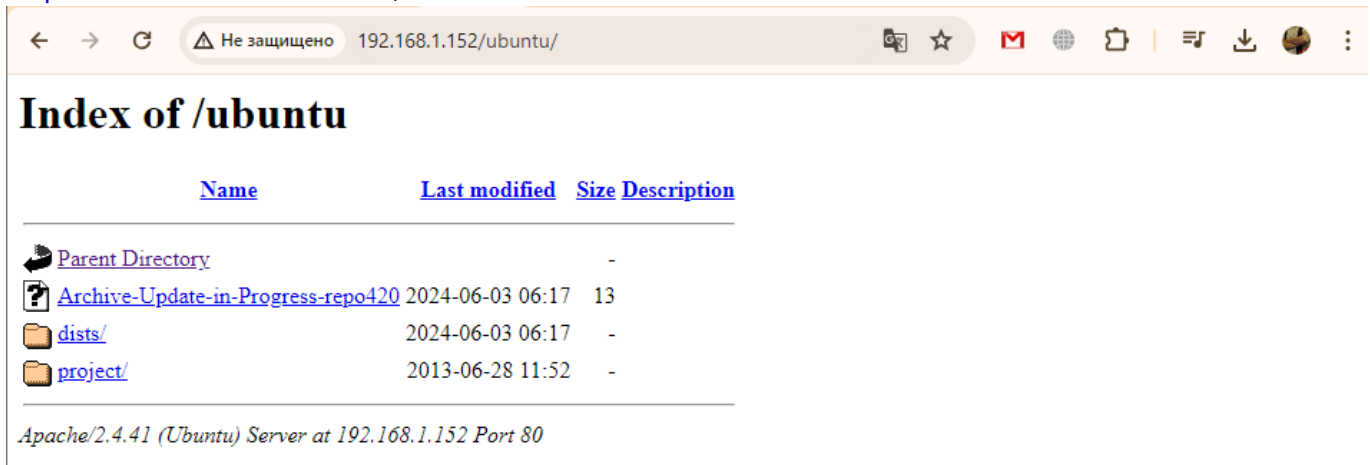 Не защищено 192.168.1.152/ubuntu/
Index of /ubuntu
Name Last modified Size Description
Parent Directory -
Archive-Update-in-Progress-repo420 2024-06-03 06:17 13
dists/ 2024-06-03 06:17 -
project/ 2013-06-28 11:52 -
Apache/2.4.41 (Ubuntu) Server at 192.168.1.152 Port 80